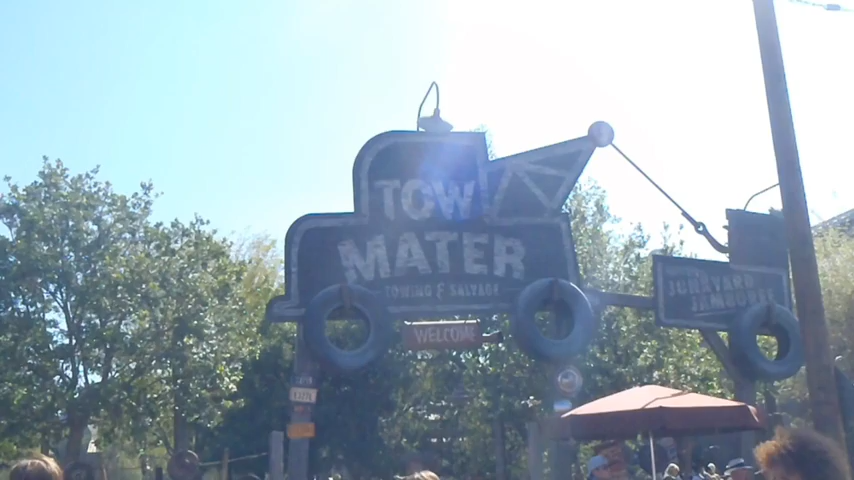 TOW
MATER
TOWING & SALVAGE
WELCOME
JUNKYARD
JAMBOREE